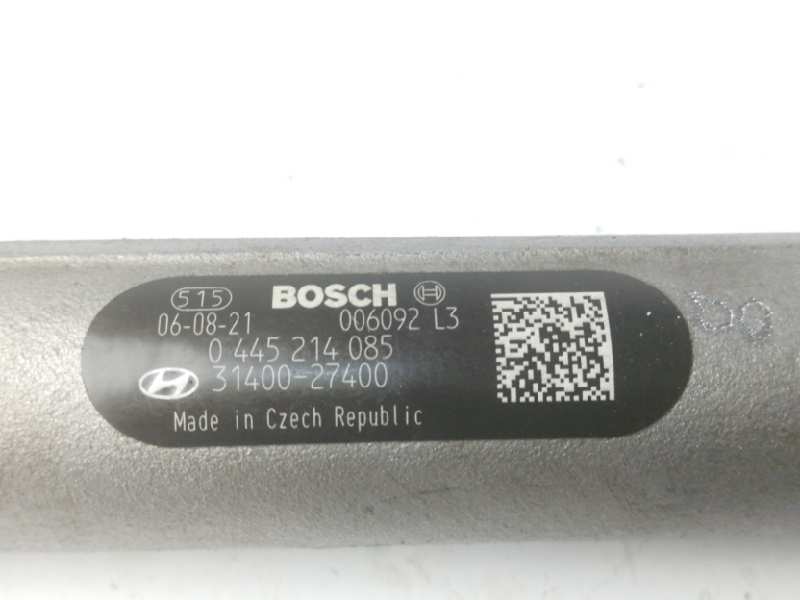 515 BOSCH
06-08-21 006092 L3
0 445 214 085
31400-27400
Made in Czech Republic